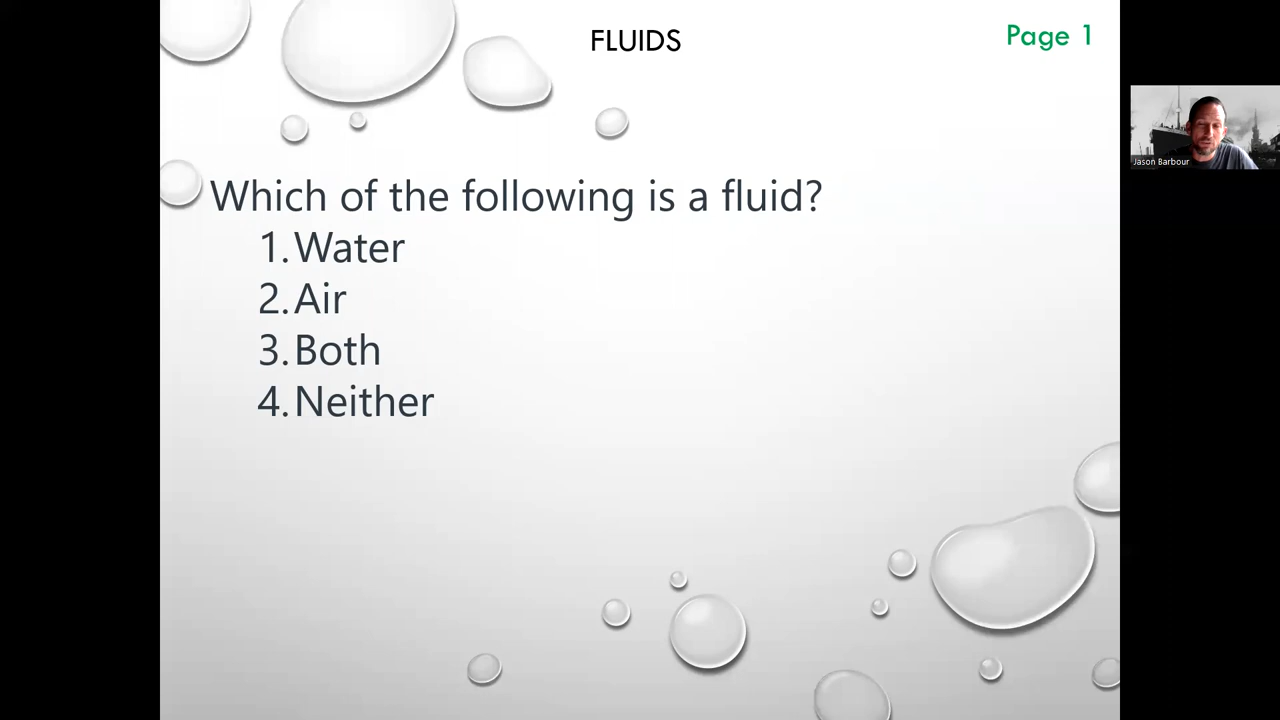 FLUIDS
Page 1
Which of the following is a fluid?
1. Water
2. Air
3. Both
4. Neither
Jason Barbour